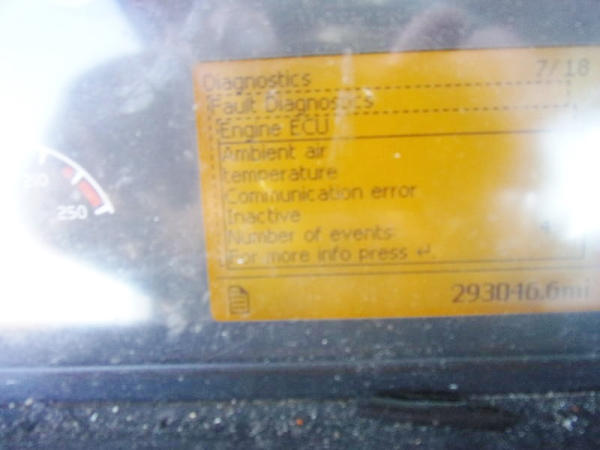 Diagnostics 7/18
Fault Diagnostics
Engine ECU
Ambient air
temperature
Communication error
Inactive
Number of events:
For more info press ↵.
293046.6mi
250